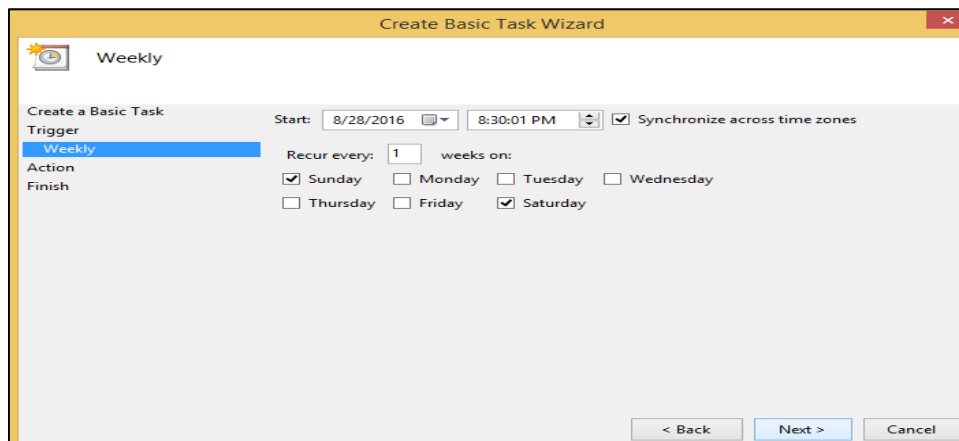 Create Basic Task Wizard
Weekly
Create a Basic Task
Trigger
Weekly
Action
Finish
Start: 8/28/2016 8:30:01 PM Synchronize across time zones
Recur every: 1 weeks on:
Sunday Monday Tuesday Wednesday
Thursday Friday Saturday
< Back Next > Cancel